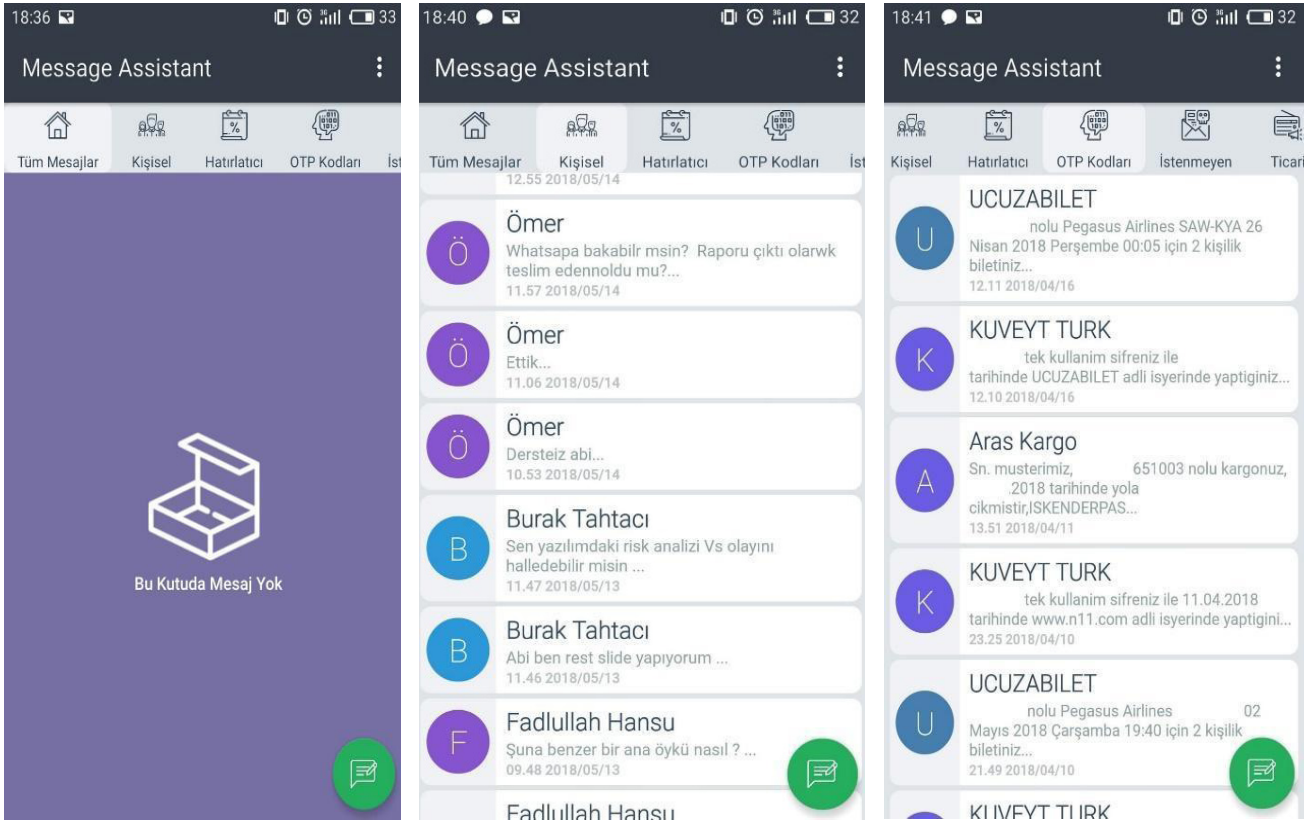 18:36
33
Message Assistant
Tüm Mesajlar
Kişisel
Hatırlatıcı
OTP Kodları
İst
Bu Kutuda Mesaj Yok
18:40
32
Message Assistant
Tüm Mesajlar
Kişisel
Hatırlatıcı
OTP Kodları
İst
12.55 2018/05/14
Ö
Ömer
Whatsapa bakabilr msin? Raporu çıktı olarwk
teslim edennoldu mu?...
11.57 2018/05/14
Ö
Ömer
Ettik...
11.06 2018/05/14
Ö
Ömer
Dersteiz abi...
10.53 2018/05/14
B
Burak Tahtacı
Sen yazılımdaki risk analizi Vs olayını
halledebilir misin ...
11.47 2018/05/13
B
Burak Tahtacı
Abi ben rest slide yapıyorum ...
11.46 2018/05/13
F
Fadlullah Hansu
Şuna benzer bir ana öykü nasıl ? ...
09.48 2018/05/13
Fadlullah Hansu
18:41
32
Message Assistant
Kişisel
Hatırlatıcı
OTP Kodları
İstenmeyen
Ticari
U
UCUZABILET
nolu Pegasus Airlines SAW-KYA 26
Nisan 2018 Perşembe 00:05 için 2 kişilik
biletiniz...
12.11 2018/04/16
K
KUVEYT TURK
tek kullanim sifreniz ile
tarihinde UCUZABILET adli isyerinde yaptiginiz...
12.10 2018/04/16
A
Aras Kargo
Sn. musterimiz, 651003 nolu kargonuz,
.2018 tarihinde yola
cikmistir,ISKENDERPAS...
13.51 2018/04/11
K
KUVEYT TURK
tek kullanim sifreniz ile 11.04.2018
tarihinde www.n11.com adli isyerinde yaptigini...
23.25 2018/04/10
U
UCUZABILET
nolu Pegasus Airlines 02
Mayıs 2018 Çarşamba 19:40 için 2 kişilik
biletiniz...
21.49 2018/04/10
KUVEYT TURK